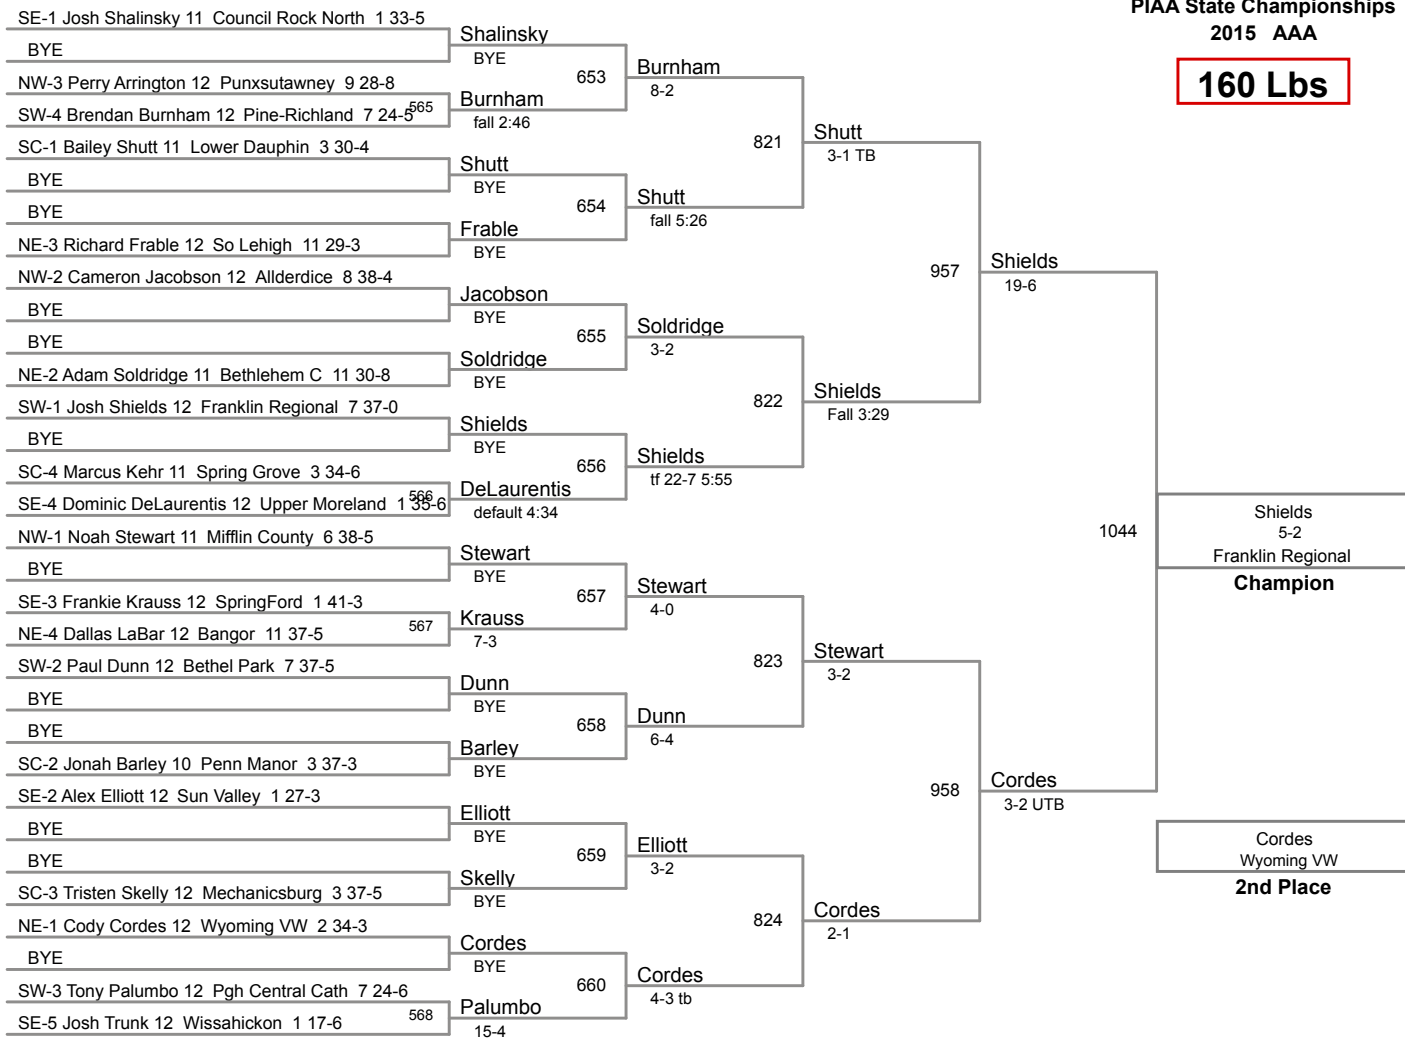 PIAA State Championships
2015 AAA
160 Lbs
SE-1 Josh Shalinsky 11 Council Rock North 1 33-5
BYE
NW-3 Perry Arrington 12 Punxsutawney 9 28-8
SW-4 Brendan Burnham 12 Pine-Richland 7 24-5
565
SC-1 Bailey Shutt 11 Lower Dauphin 3 30-4
BYE
BYE
NE-3 Richard Frable 12 So Lehigh 11 29-3
NW-2 Cameron Jacobson 12 Allderdice 8 38-4
BYE
BYE
NE-2 Adam Soldridge 11 Bethlehem C 11 30-8
SW-1 Josh Shields 12 Franklin Regional 7 37-0
BYE
SC-4 Marcus Kehr 11 Spring Grove 3 34-6
566
SE-4 Dominic DeLaurentis 12 Upper Moreland 1 35-6
NW-1 Noah Stewart 11 Mifflin County 6 38-5
BYE
SE-3 Frankie Krauss 12 SpringFord 1 41-3
567
NE-4 Dallas LaBar 12 Bangor 11 37-5
SW-2 Paul Dunn 12 Bethel Park 7 37-5
BYE
BYE
SC-2 Jonah Barley 10 Penn Manor 3 37-3
SE-2 Alex Elliott 12 Sun Valley 1 27-3
BYE
BYE
SC-3 Tristen Skelly 12 Mechanicsburg 3 37-5
NE-1 Cody Cordes 12 Wyoming VW 2 34-3
BYE
SW-3 Tony Palumbo 12 Pgh Central Cath 7 24-6
568
SE-5 Josh Trunk 12 Wissahickon 1 17-6
Shalinsky
BYE
653
Burnham
fall 2:46
Shutt
BYE
654
Frable
BYE
Jacobson
BYE
655
Soldridge
BYE
Shields
BYE
656
DeLaurentis
default 4:34
Stewart
BYE
657
Krauss
7-3
Dunn
BYE
658
Barley
BYE
Elliott
BYE
659
Skelly
BYE
Cordes
BYE
660
Palumbo
15-4
Burnham
8-2
821
Shutt
fall 5:26
Soldridge
3-2
822
Shields
tf 22-7 5:55
Stewart
4-0
823
Dunn
6-4
Elliott
3-2
824
Cordes
4-3 tb
Shutt
3-1 TB
957
Shields
Fall 3:29
Stewart
3-2
958
Cordes
2-1
Shields
19-6
1044
Cordes
3-2 UTB
Shields
5-2
Franklin Regional
Champion
Cordes
Wyoming VW
2nd Place